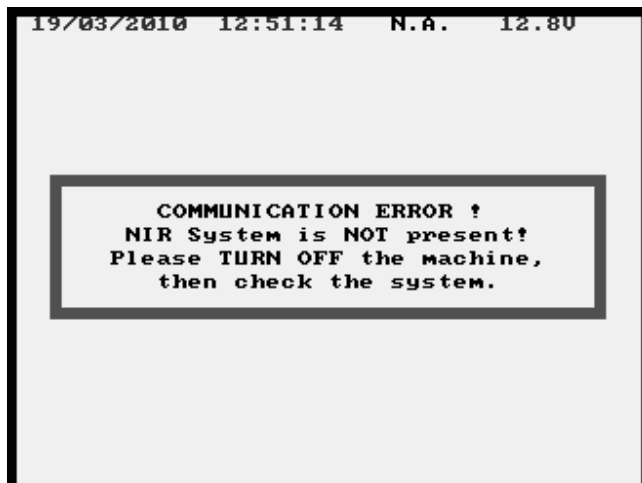 19/03/2010 12:51:14 N.A. 12.8V
COMMUNICATION ERROR !
NIR System is NOT present!
Please TURN OFF the machine,
then check the system.